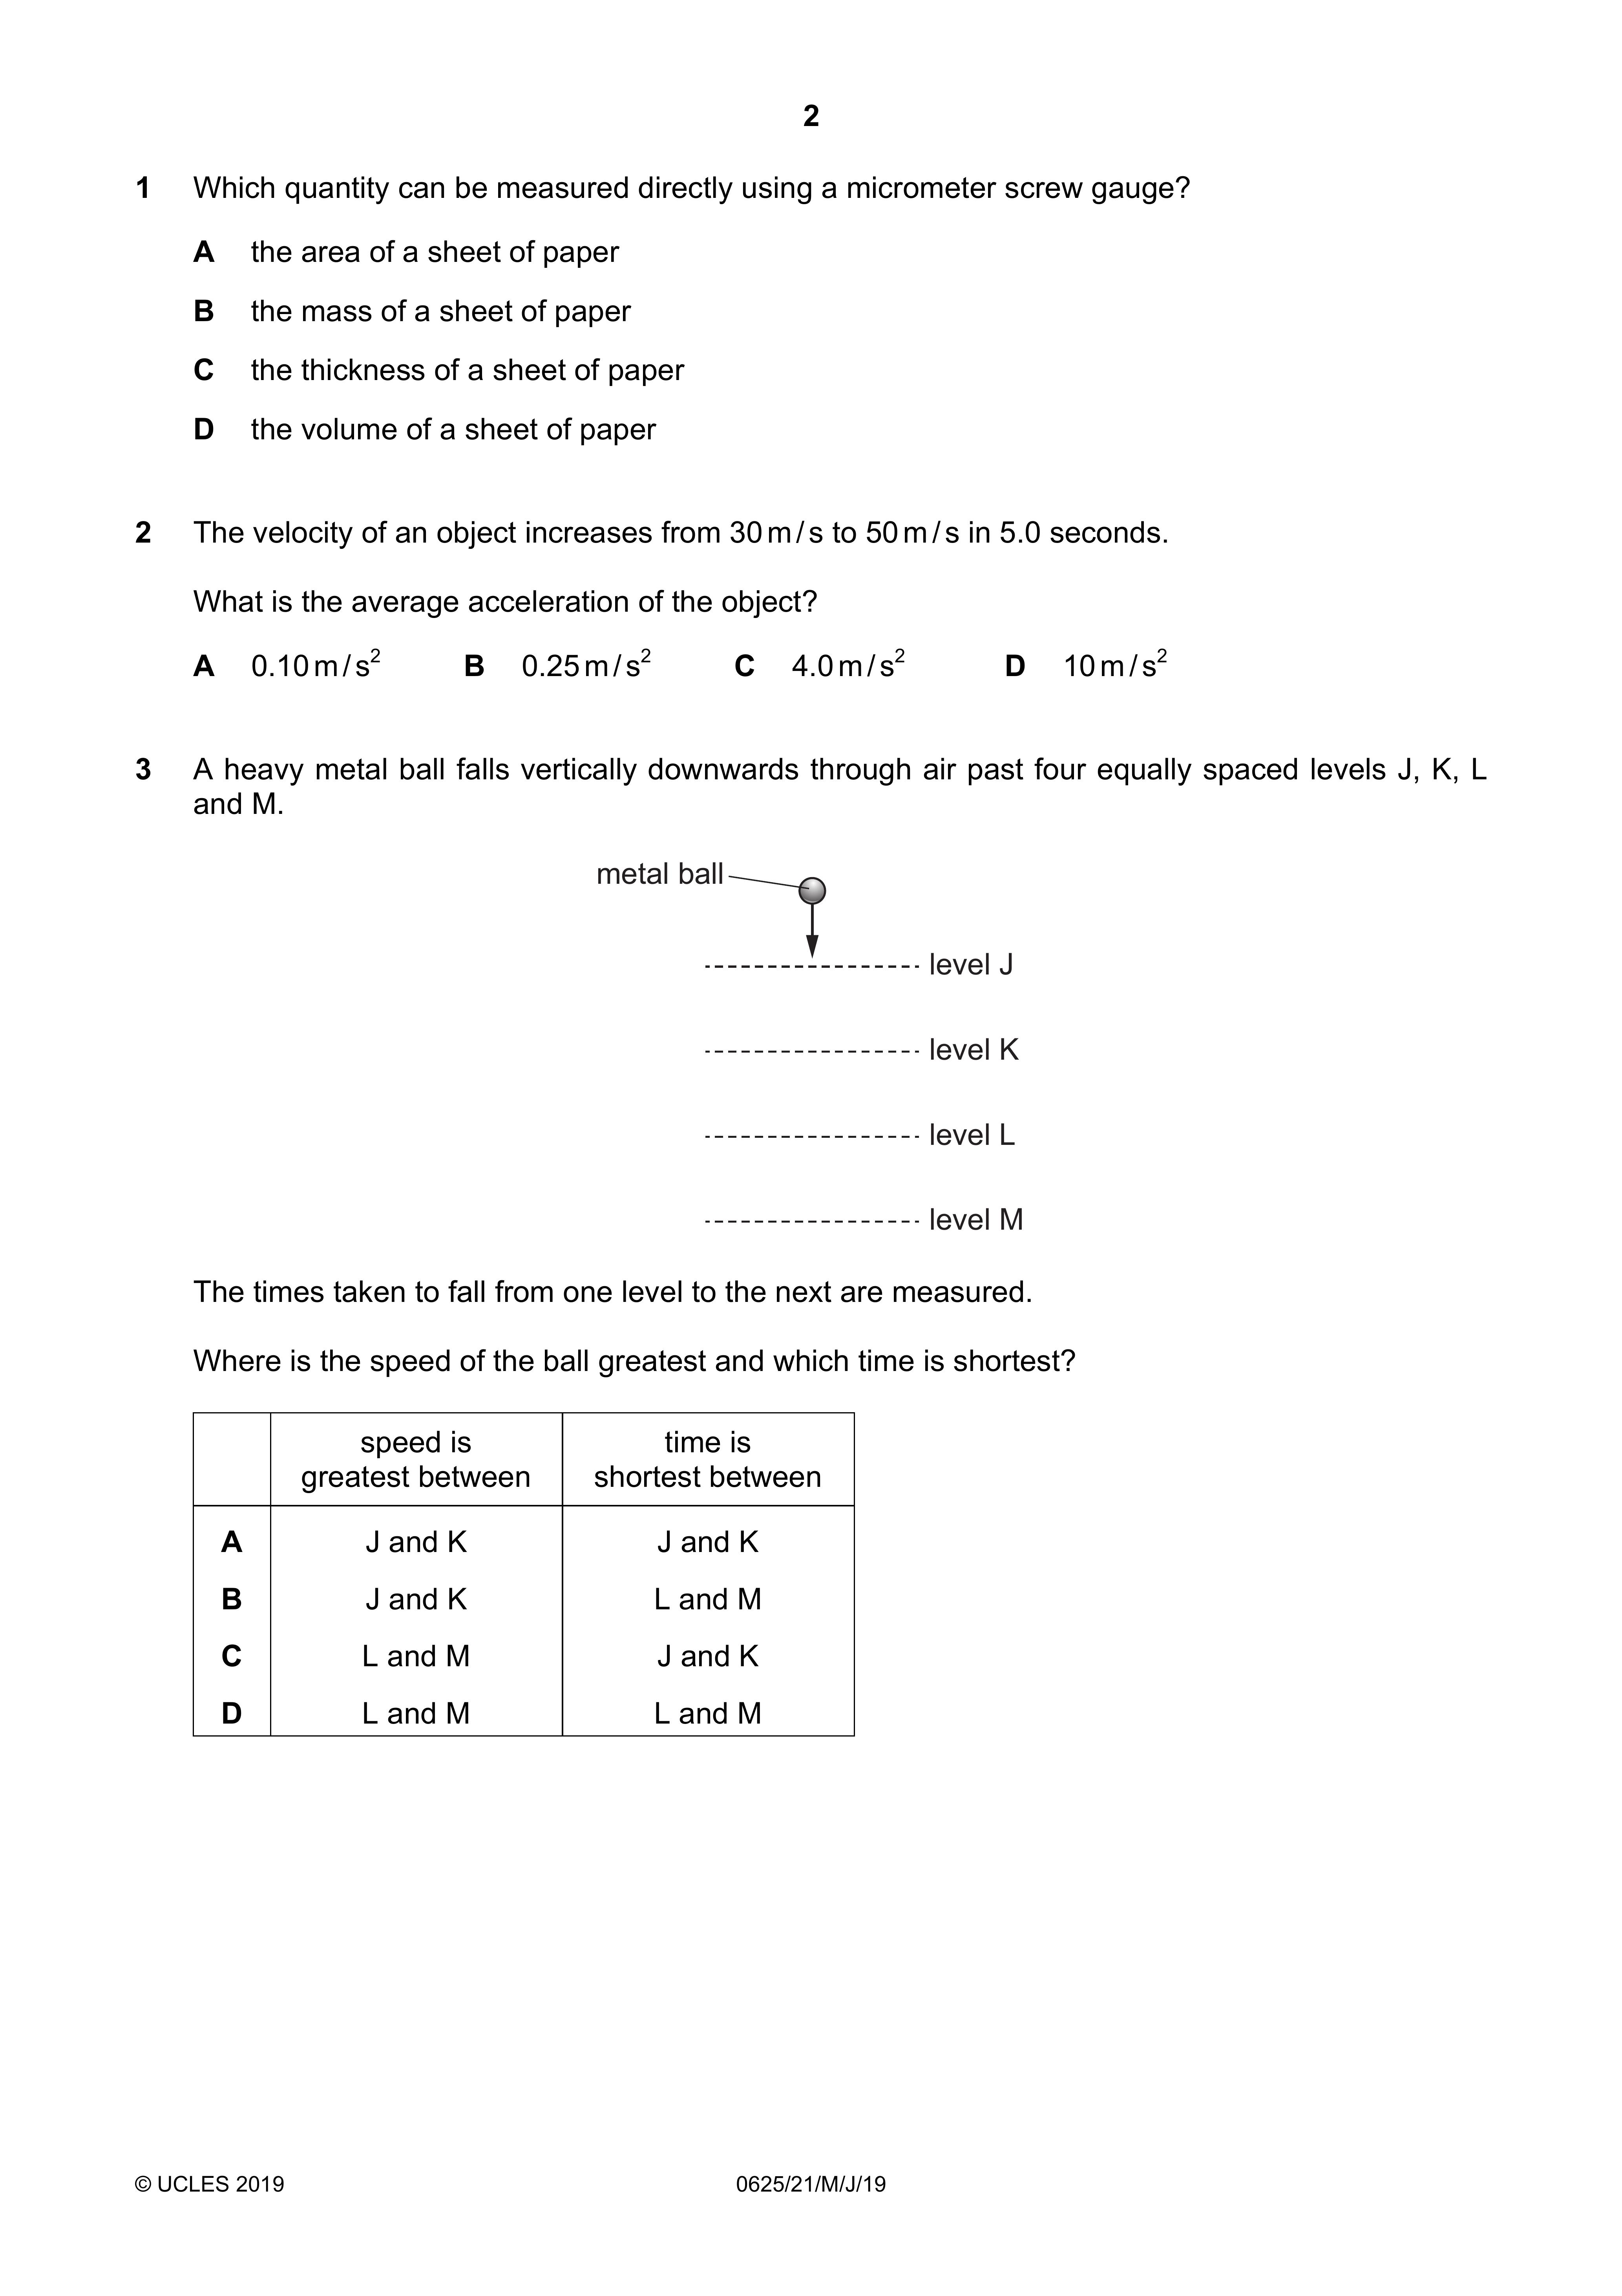 2
1 Which quantity can be measured directly using a micrometer screw gauge?
A the area of a sheet of paper
B the mass of a sheet of paper
C the thickness of a sheet of paper
D the volume of a sheet of paper
2 The velocity of an object increases from 30 m / s to 50 m / s in 5.0 seconds.
What is the average acceleration of the object?
A 0.10 m / s² B 0.25 m / s² C 4.0 m / s² D 10 m / s²
3 A heavy metal ball falls vertically downwards through air past four equally spaced levels J, K, L
and M.
metal ball
level J
level K
level L
level M
The times taken to fall from one level to the next are measured.
Where is the speed of the ball greatest and which time is shortest?
speed is time is
greatest between shortest between
A J and K J and K
B J and K L and M
C L and M J and K
D L and M L and M
© UCLES 2019 0625/21/M/J/19